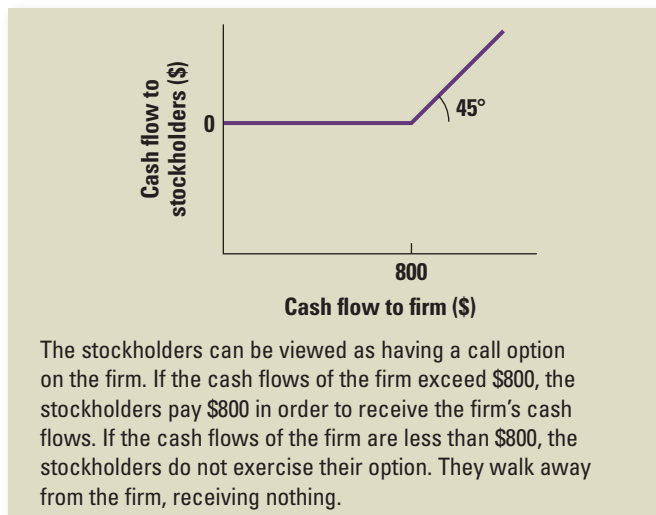 Cash flow to
stockholders ($)
0
45°
800
Cash flow to firm ($)
The stockholders can be viewed as having a call option
on the firm. If the cash flows of the firm exceed $800, the
stockholders pay $800 in order to receive the firm's cash
flows. If the cash flows of the firm are less than $800, the
stockholders do not exercise their option. They walk away
from the firm, receiving nothing.